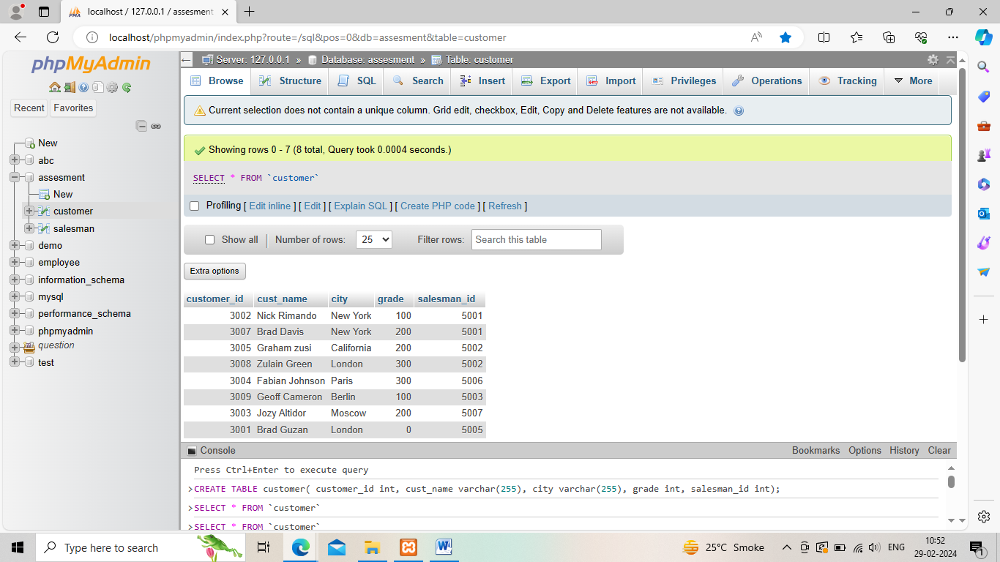 localhost / 127.0.0.1 / assesment
localhost/phpmyadmin/index.php?route=/sql&pos=0&db=assesment&table=customer
phpMyAdmin
Recent Favorites
New
abc
assesment
New
customer
salesman
demo
employee
information_schema
mysql
performance_schema
phpmyadmin
question
test
Server: 127.0.0.1 » Database: assesment » Table: customer
Browse Structure SQL Search Insert Export Import Privileges Operations Tracking More
Current selection does not contain a unique column. Grid edit, checkbox, Edit, Copy and Delete features are not available.
Showing rows 0 - 7 (8 total, Query took 0.0004 seconds.)
SELECT * FROM `customer`
Profiling [ Edit inline ] [ Edit ] [ Explain SQL ] [ Create PHP code ] [ Refresh ]
Show all Number of rows: 25 Filter rows: Search this table
Extra options
customer_id cust_name city grade salesman_id
3002 Nick Rimando New York 100 5001
3007 Brad Davis New York 200 5001
3005 Graham zusi California 200 5002
3008 Zulain Green London 300 5002
3004 Fabian Johnson Paris 300 5006
3009 Geoff Cameron Berlin 100 5003
3003 Jozy Altidor Moscow 200 5007
3001 Brad Guzan London 0 5005
Console Bookmarks Options History Clear
Press Ctrl+Enter to execute query
>CREATE TABLE customer( customer_id int, cust_name varchar(255), city varchar(255), grade int, salesman_id int);
>SELECT * FROM `customer`
>SELECT * FROM `customer`
Type here to search
25°C Smoke
ENG
10:52
29-02-2024
1